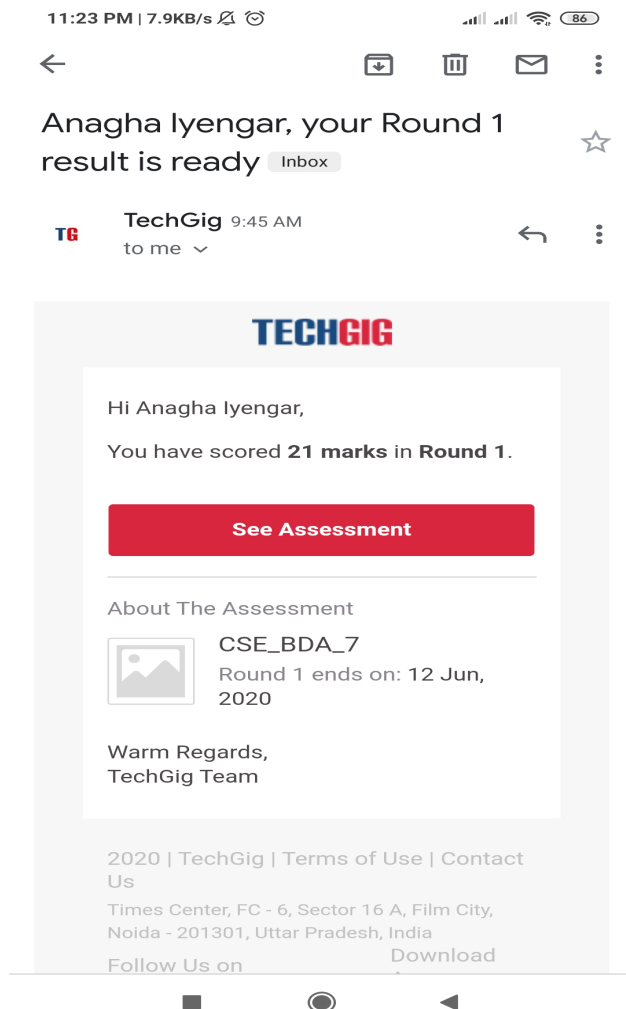 11:23 PM | 7.9KB/s
86
Anagha Iyengar, your Round 1
result is ready Inbox
TG
TechGig 9:45 AM
to me
TECHGIG
Hi Anagha Iyengar,
You have scored 21 marks in Round 1.
See Assessment
About The Assessment
CSE_BDA_7
Round 1 ends on: 12 Jun,
2020
Warm Regards,
TechGig Team
2020 | TechGig | Terms of Use | Contact
Us
Times Center, FC - 6, Sector 16 A, Film City,
Noida - 201301, Uttar Pradesh, India
Follow Us on
Download